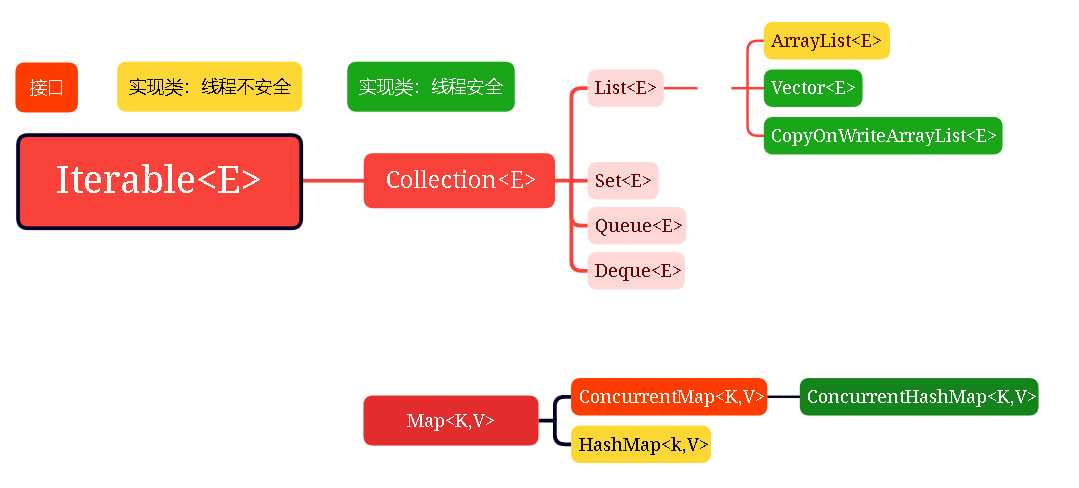 接口
实现类：线程不安全
实现类：线程安全
Iterable<E>
Collection<E>
List<E>
Set<E>
Queue<E>
Deque<E>
ArrayList<E>
Vector<E>
CopyOnWriteArrayList<E>
Map<K,V>
ConcurrentMap<K,V>
ConcurrentHashMap<K,V>
HashMap<k,V>